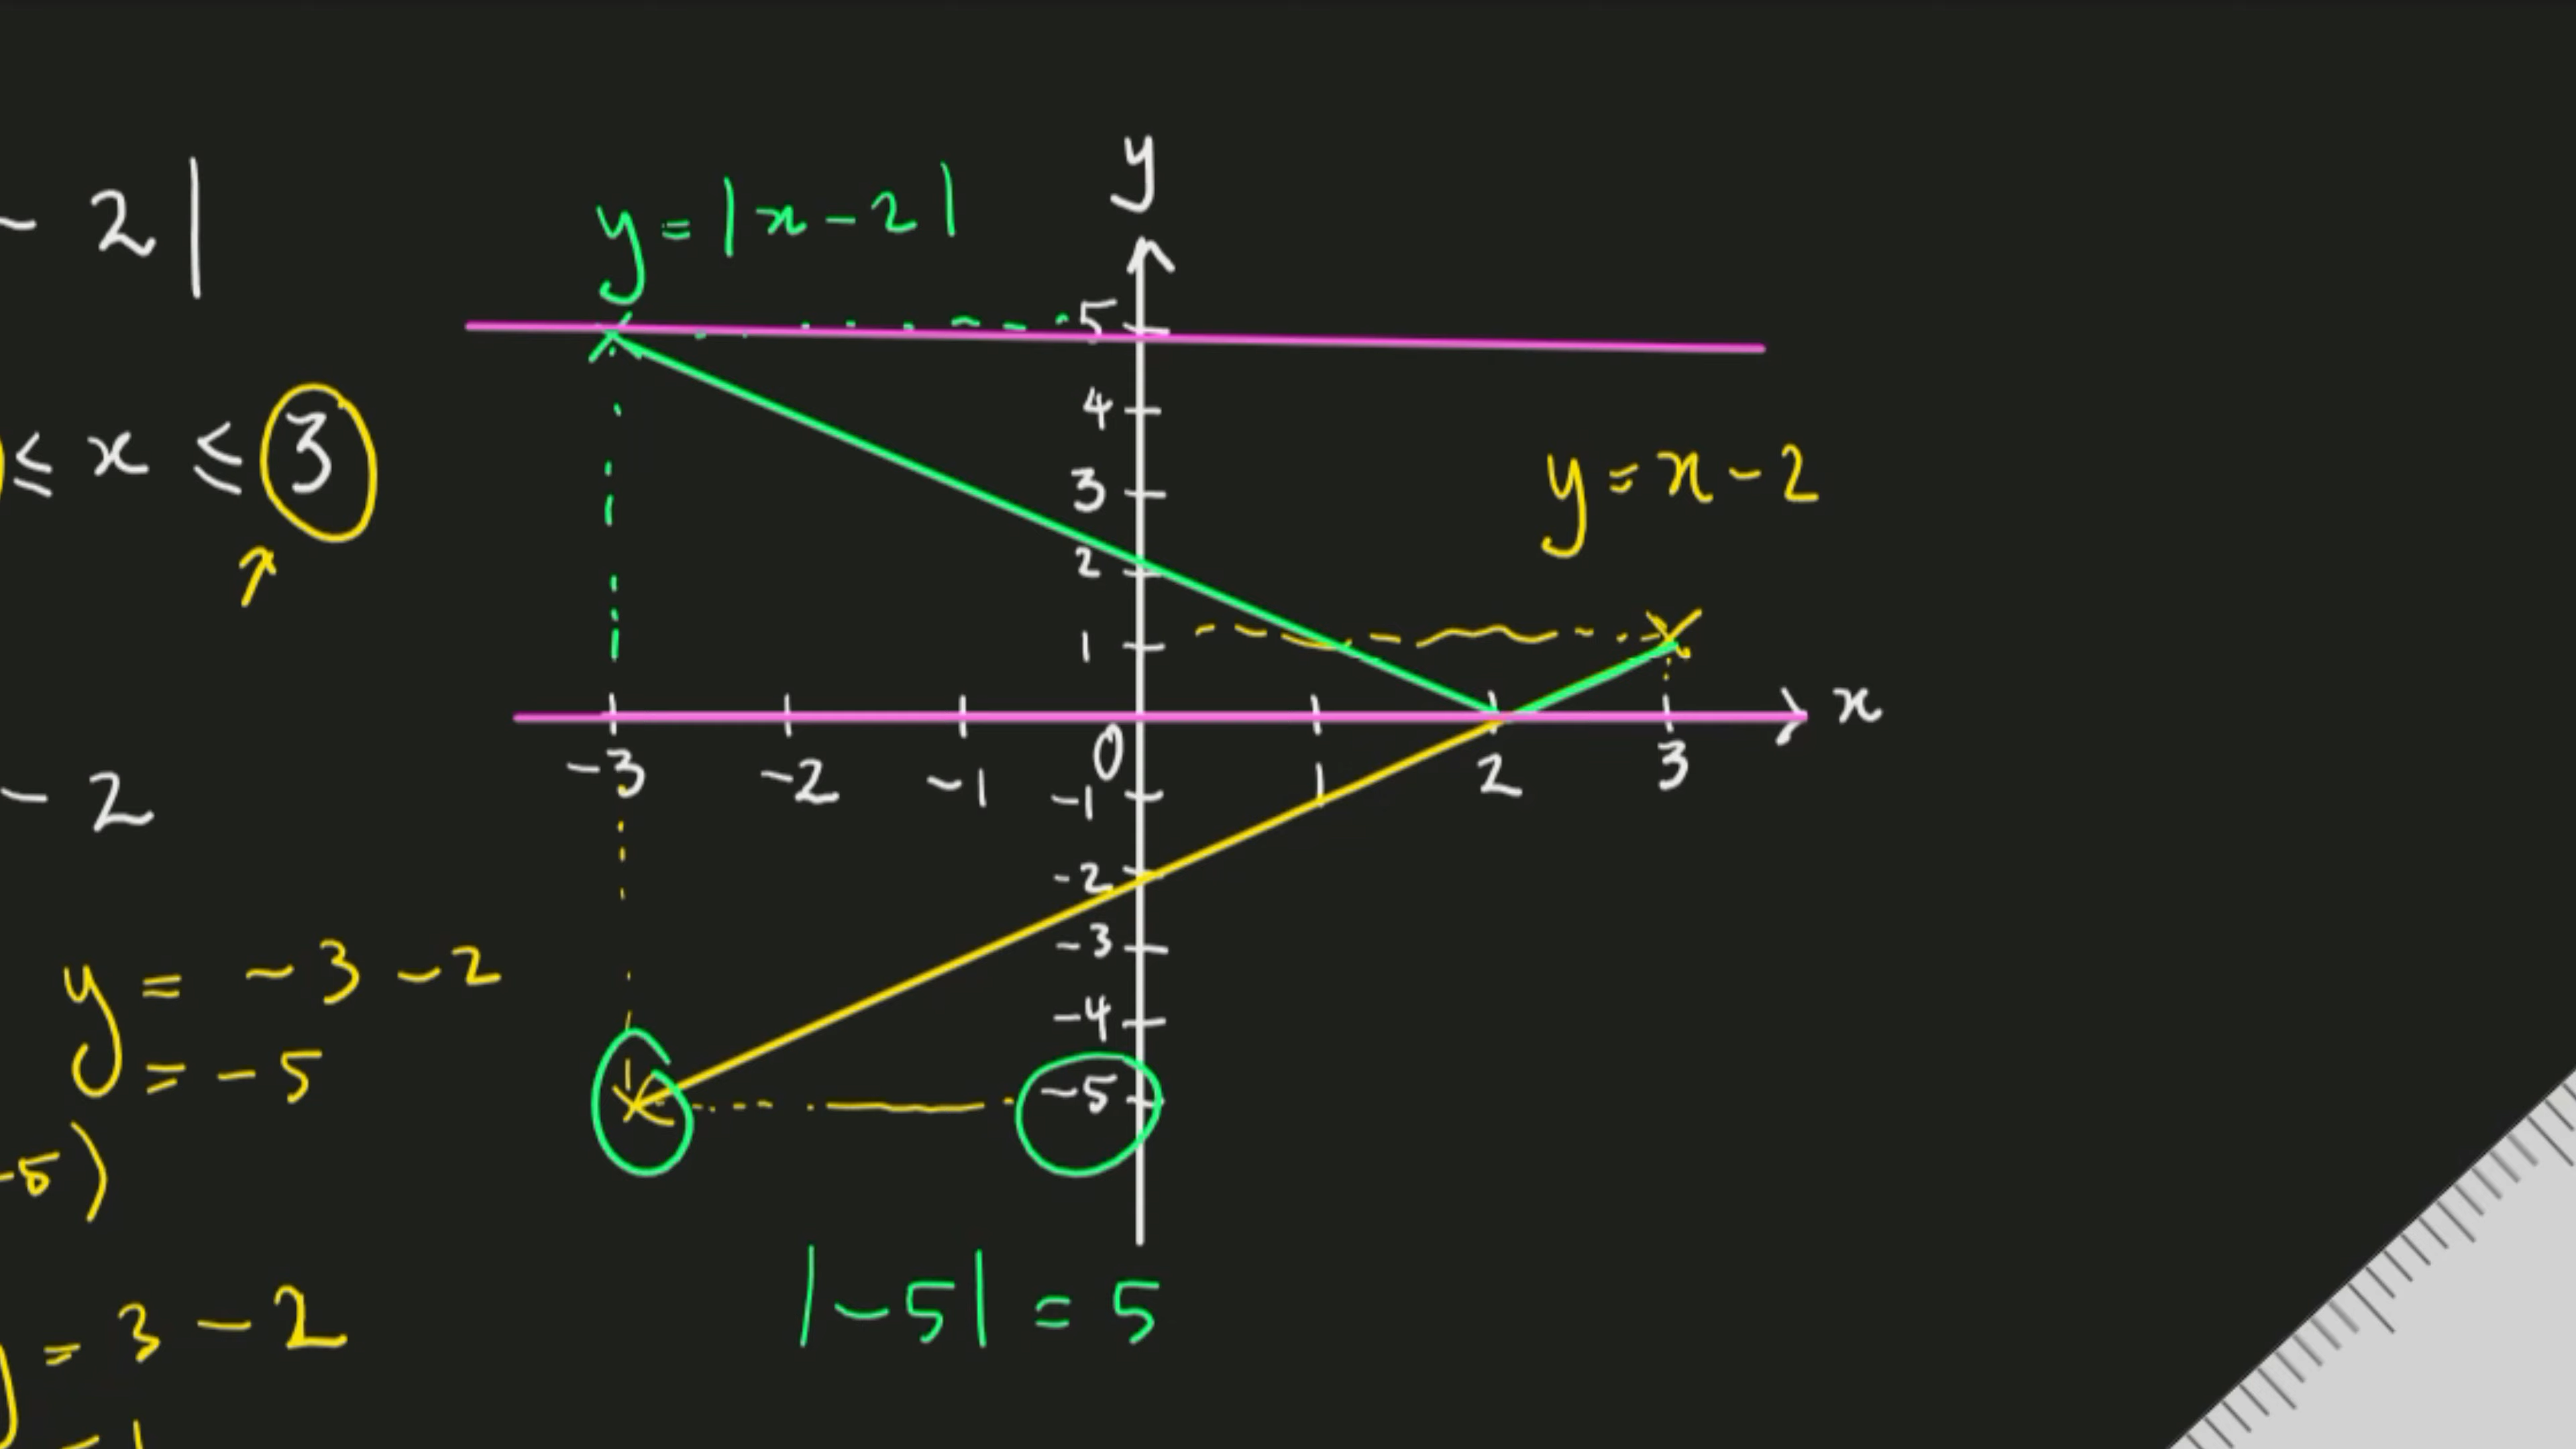 - 2|
≤ x ≤ 3
- 2
y = -3 - 2
= -5
-5)
= 3 - 2
y = |x - 2|
y
5
4
3
2
1
y = x - 2
x
-3 -2 -1 0 1 2 3
-1
-2
-3
-4
-5
|-5| = 5